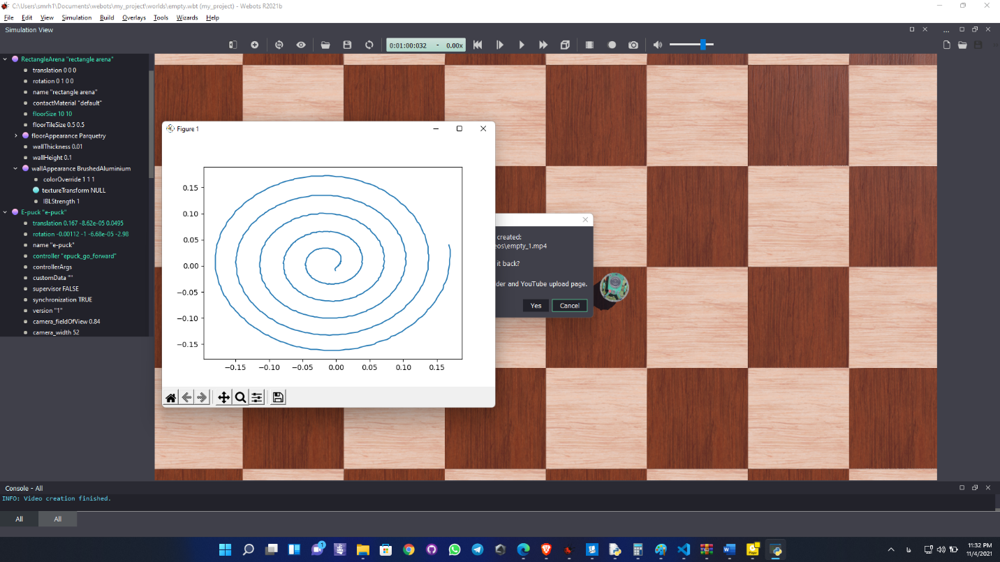 C:\Users\smrh1\Documents\webots\my_project\worlds\empty.wbt (my_project) - Webots R2021b
File Edit View Simulation Build Overlays Tools Wizards Help
Simulation View
0:01:00:032 - 0.00x
RectangleArena "rectangle arena"
translation 0 0 0
rotation 0 1 0 0
name "rectangle arena"
contactMaterial "default"
floorSize 10 10
floorTileSize 0.5 0.5
floorAppearance Parquetry
wallThickness 0.01
wallHeight 0.1
wallAppearance BrushedAluminium
colorOverride 1 1 1
textureTransform NULL
IBLStrength 1
E-puck "e-puck"
translation 0.167 -8.62e-05 0.0495
rotation -0.00112 -1 -6.68e-05 -2.98
name "e-puck"
controller "epuck_go_forward"
controllerArgs
customData ""
supervisor FALSE
synchronization TRUE
version "1"
camera_fieldOfView 0.84
camera_width 52
Figure 1
0.15
0.10
0.05
0.00
−0.05
−0.10
−0.15
−0.15 −0.10 −0.05 0.00 0.05 0.10 0.15
created:
eos\empty_1.mp4
it back?
der and YouTube upload page.
Yes Cancel
Console - All
INFO: Video creation finished.
All All
1
فا
11:32 PM
11/4/2021